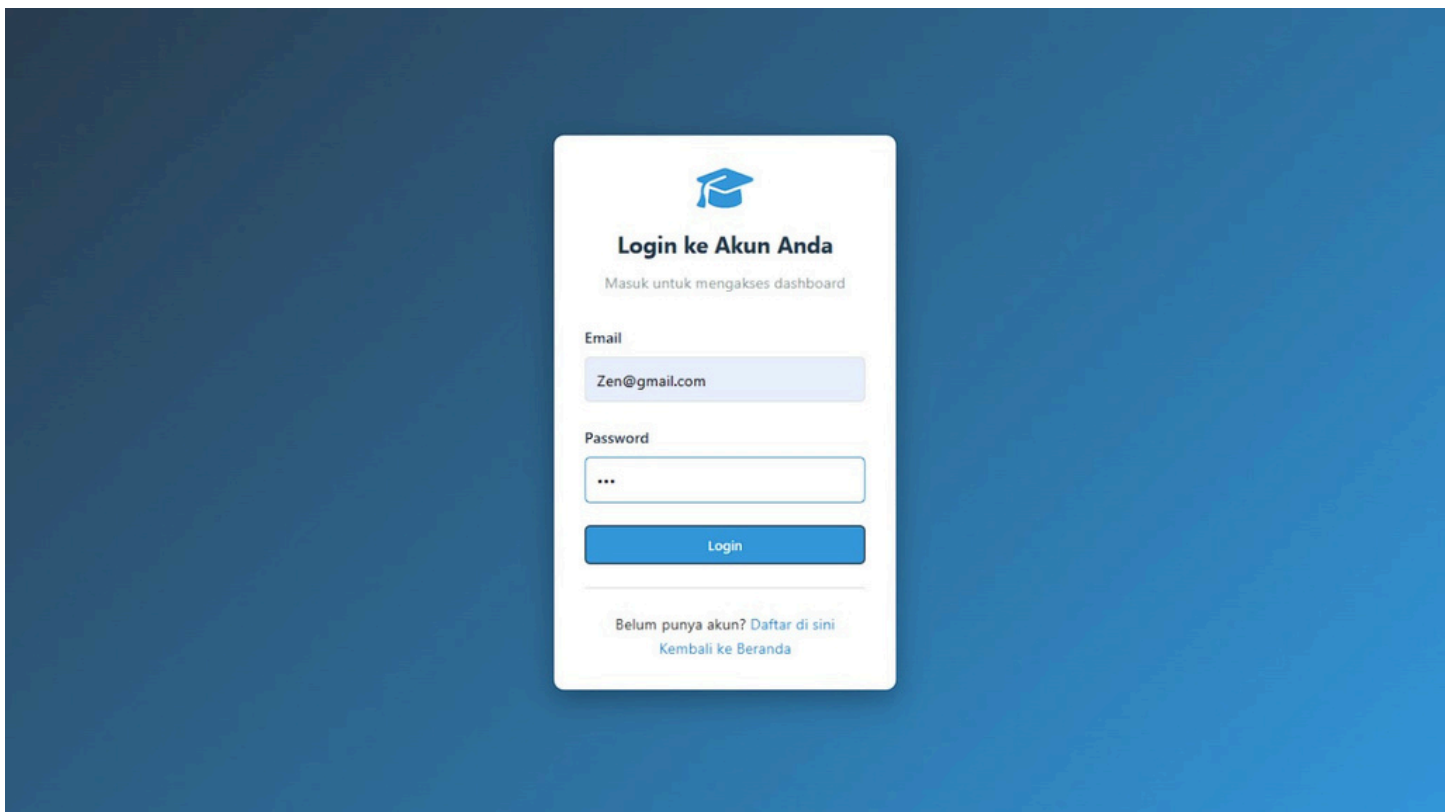 Login ke Akun Anda
Masuk untuk mengakses dashboard
Email
Zen@gmail.com
Password
•••
Login
Belum punya akun? Daftar di sini
Kembali ke Beranda